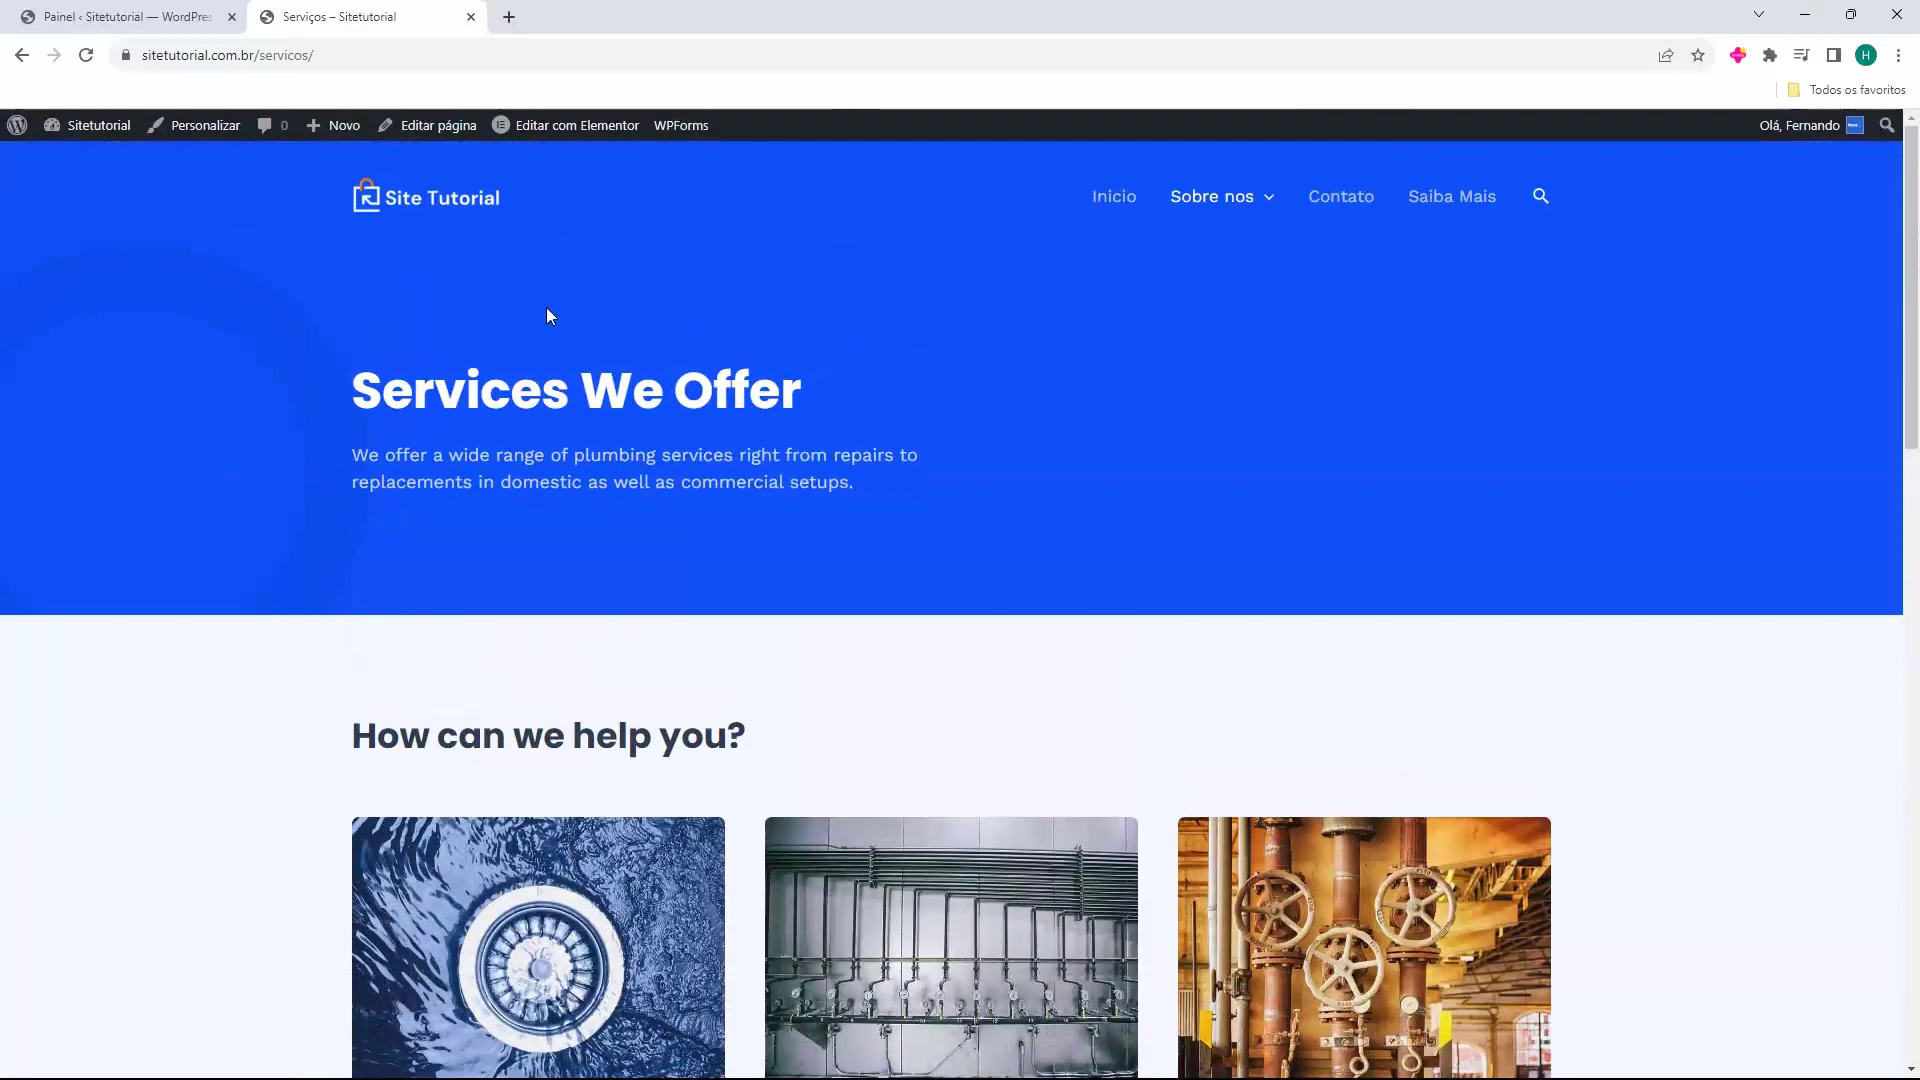 Painel ‹ Sitetutorial — WordPres
Serviços – Sitetutorial
sitetutorial.com.br/servicos/
H
Todos os favoritos
Sitetutorial
Personalizar
0
Novo
Editar página
Editar com Elementor
WPForms
Olá, Fernando
Site Tutorial
Inicio
Sobre nos
Contato
Saiba Mais
Services We Offer
We offer a wide range of plumbing services right from repairs to
replacements in domestic as well as commercial setups.
How can we help you?